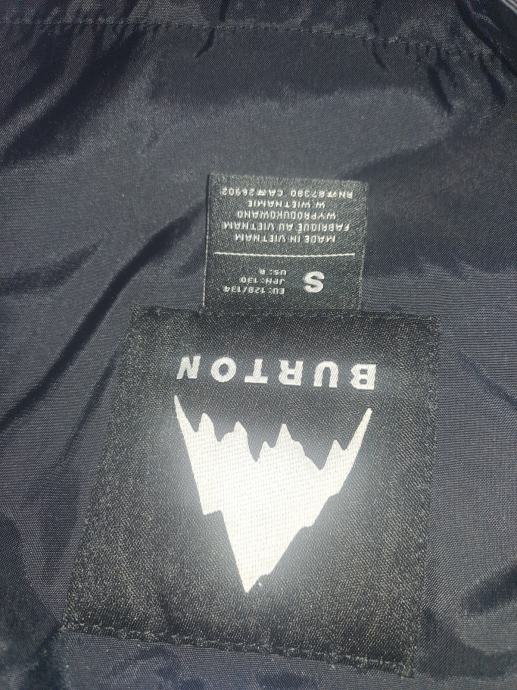 BURTON
S
EU: 128/134
JPN: 130
US: 8
MADE IN VIETNAM
FABRIQUÉ AU VIETNAM
WYPRODUKOWANO
W WIETNAMIE
RN# 87380 CA# 26902